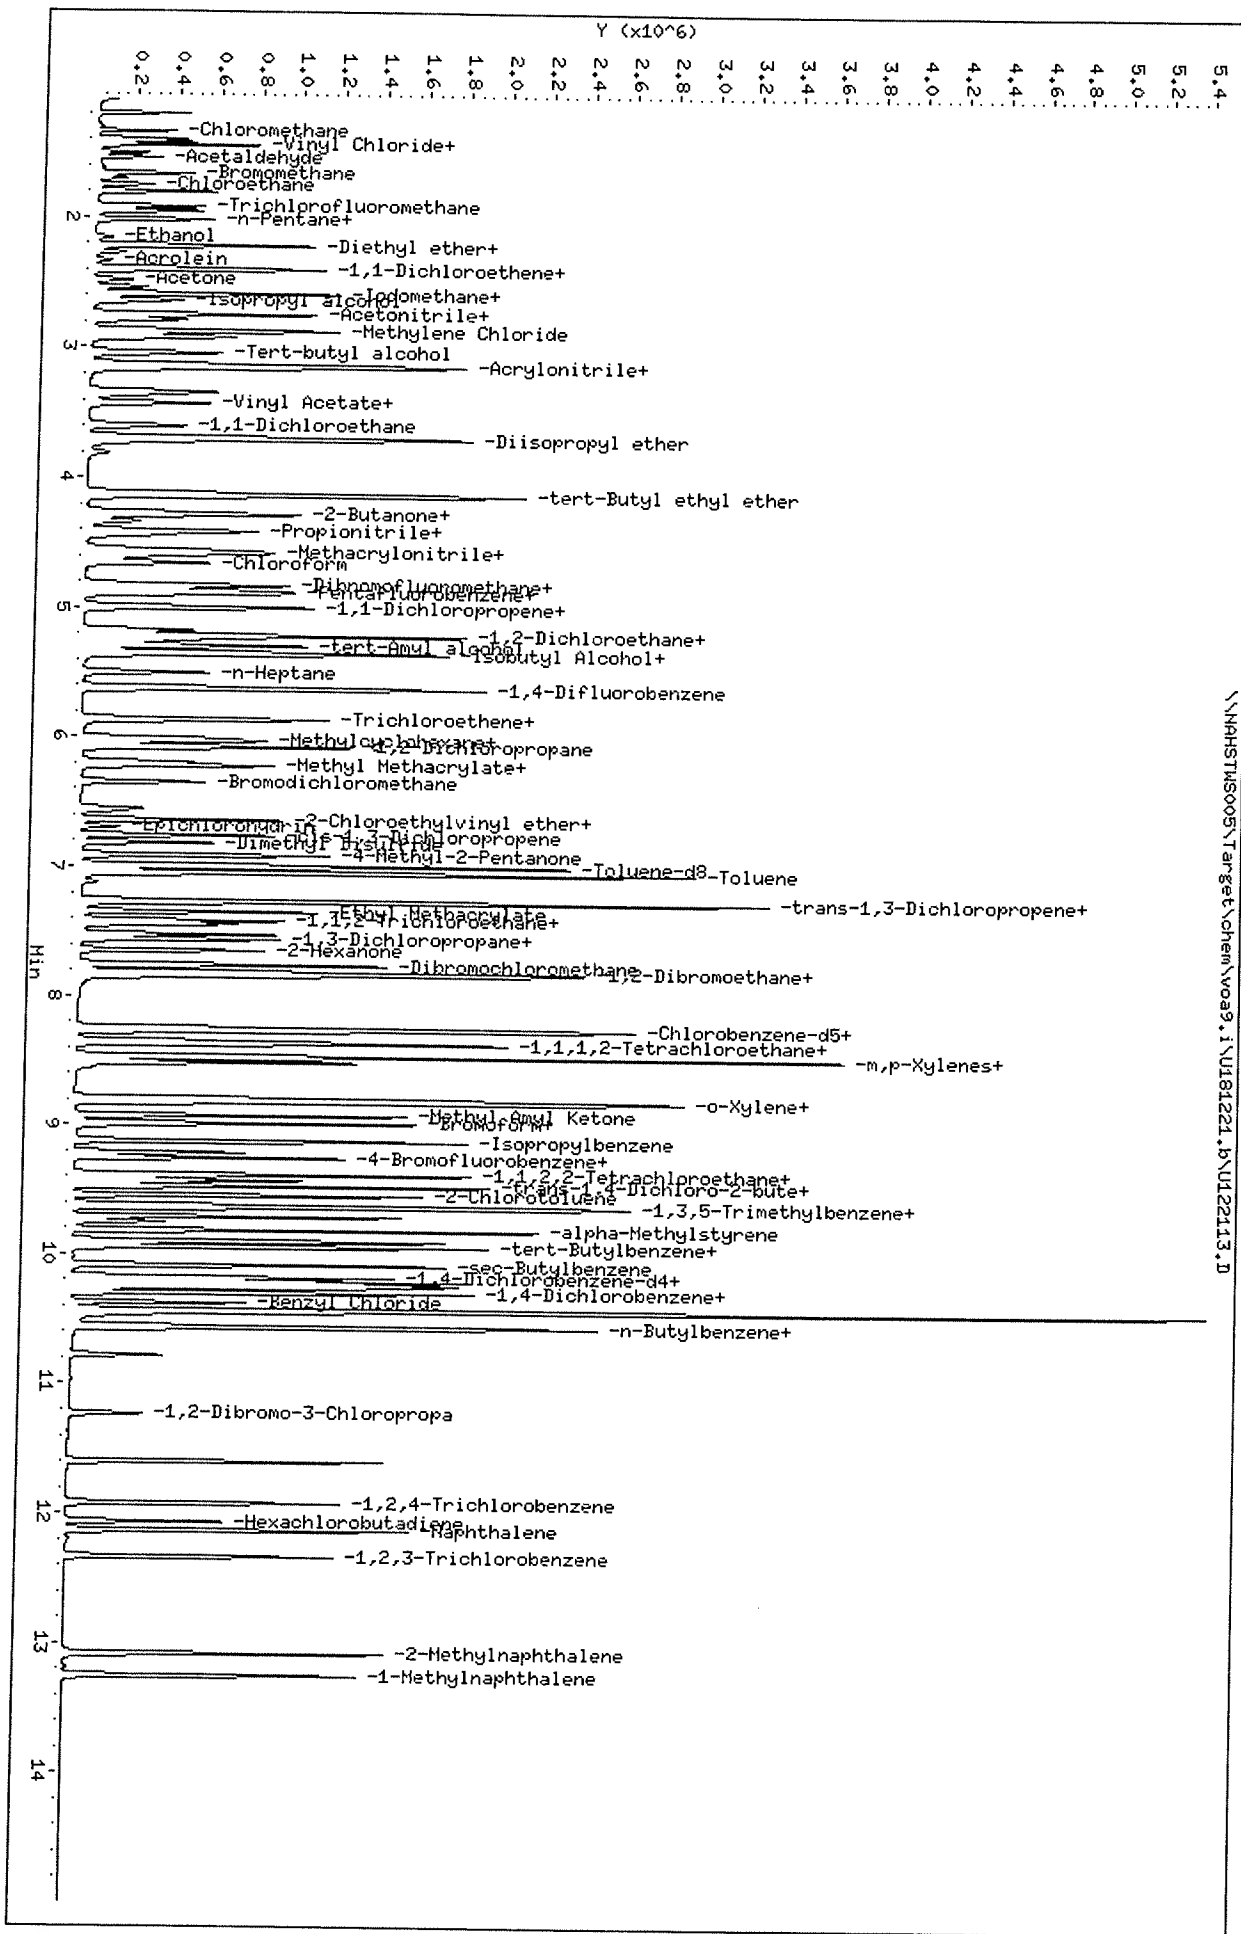 \\NAHSTWS005\Target\chem\voa9.i\U181221.b\U122113.D
Y (x10^6)
0.2
0.4
0.6
0.8
1.0
1.2
1.4
1.6
1.8
2.0
2.2
2.4
2.6
2.8
3.0
3.2
3.4
3.6
3.8
4.0
4.2
4.4
4.6
4.8
5.0
5.2
5.4
-Chloromethane
-Vinyl Chloride+
-Acetaldehyde
-Bromomethane
-Chloroethane
-Trichlorofluoromethane
-n-Pentane+
-Ethanol
-Diethyl ether+
-Acrolein
-1,1-Dichloroethene+
-Acetone
-Iodomethane+
-Isopropyl alcohol
-Acetonitrile+
-Methylene Chloride
-Tert-butyl alcohol
-Acrylonitrile+
-Vinyl Acetate+
-1,1-Dichloroethane
-Diisopropyl ether
-tert-Butyl ethyl ether
-2-Butanone+
-Propionitrile+
-Methacrylonitrile+
-Chloroform
-Dibromofluoromethane+
-Pentafluorobenzene+
-1,1-Dichloropropene+
-1,2-Dichloroethane+
-tert-Amyl alcohol
-Isobutyl Alcohol+
-n-Heptane
-1,4-Difluorobenzene
-Trichloroethene+
-Methylcyclohexane+
-1,2-Dichloropropane
-Methyl Methacrylate+
-Bromodichloromethane
-2-Chloroethylvinyl ether+
-Epichlorohydrin
-cis-1,3-Dichloropropene
-Dimethyl Disulfide
-4-Methyl-2-Pentanone
-Toluene-d8
-Toluene
-trans-1,3-Dichloropropene+
-Ethyl Methacrylate
-1,1,2-Trichloroethane+
-1,3-Dichloropropane+
-2-Hexanone
-Dibromochloromethane
-1,2-Dibromoethane+
-Chlorobenzene-d5+
-1,1,1,2-Tetrachloroethane+
-m,p-Xylenes+
-o-Xylene+
-Methyl Amyl Ketone
-Bromoform+
-Isopropylbenzene
-4-Bromofluorobenzene+
-1,1,2,2-Tetrachloroethane+
-trans-1,4-Dichloro-2-bute+
-2-Chlorotoluene
-1,3,5-Trimethylbenzene+
-alpha-Methylstyrene
-tert-Butylbenzene+
-sec-Butylbenzene
-1,4-Dichlorobenzene-d4+
-1,4-Dichlorobenzene+
-Benzyl Chloride
-n-Butylbenzene+
-1,2-Dibromo-3-Chloropropa
-1,2,4-Trichlorobenzene
-Hexachlorobutadiene
-Naphthalene
-1,2,3-Trichlorobenzene
-2-Methylnaphthalene
-1-Methylnaphthalene
2
3
4
5
6
7
8
9
10
11
12
13
14
Min